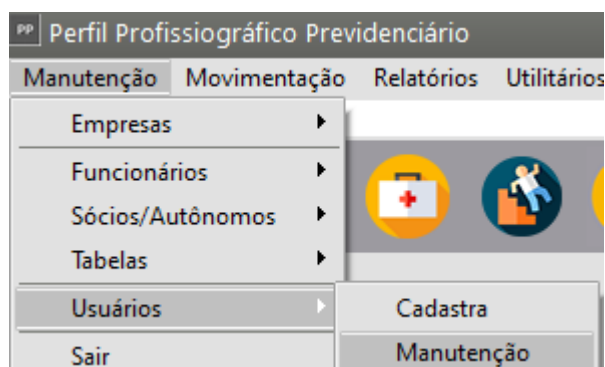 PP Perfil Profissiográfico Previdenciário
Manutenção Movimentação Relatórios Utilitários
Empresas
Funcionários
Sócios/Autônomos
Tabelas
Usuários Cadastra
Sair Manutenção